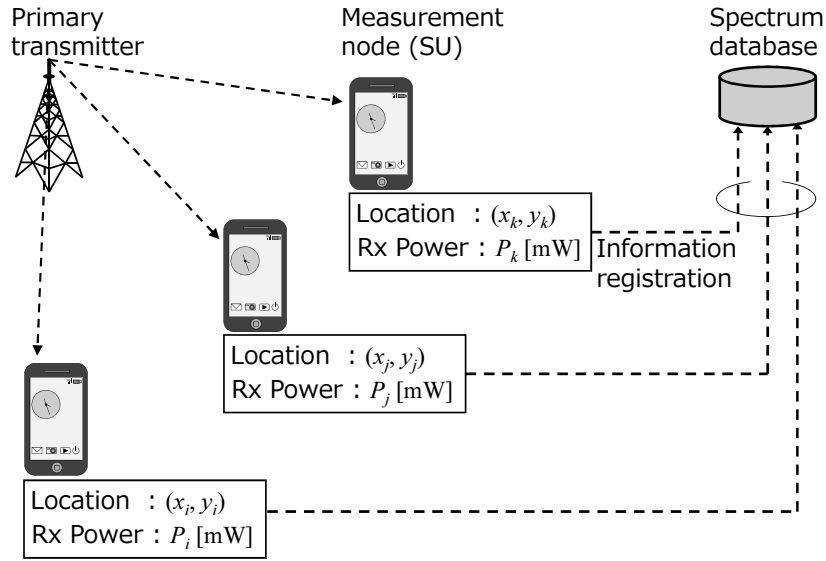 Primary
transmitter
Measurement
node (SU)
Spectrum
database
Location : (x_k, y_k)
Rx Power : P_k [mW]
Information
registration
Location : (x_j, y_j)
Rx Power : P_j [mW]
Location : (x_i, y_i)
Rx Power : P_i [mW]